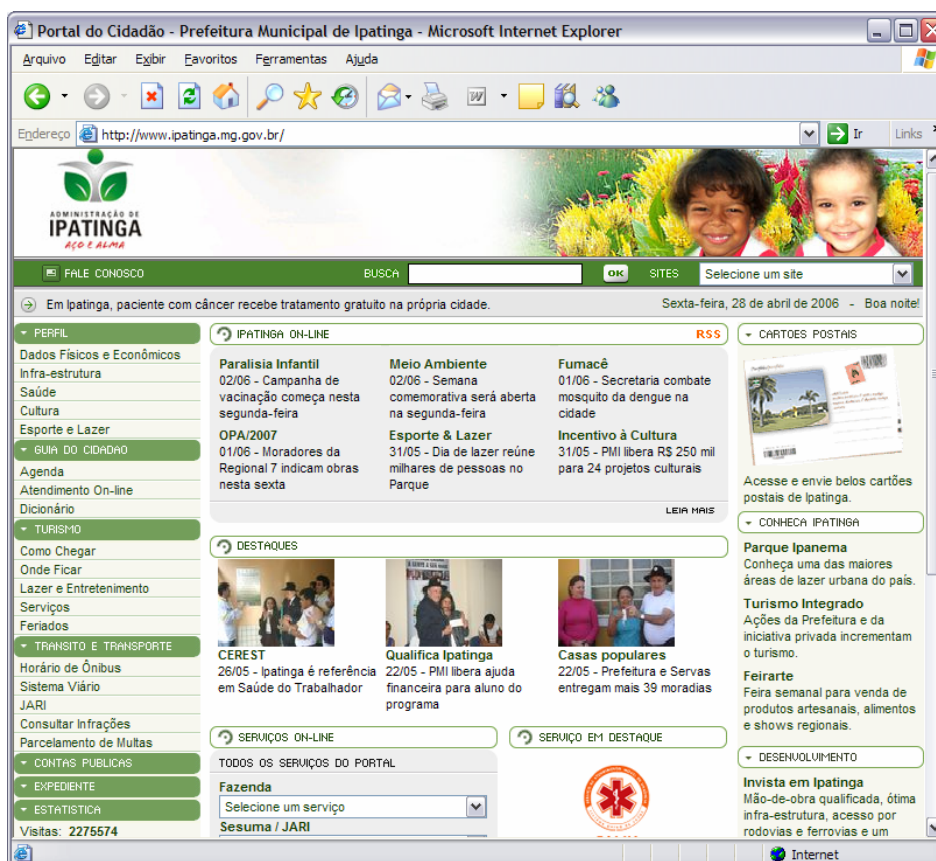 Portal do Cidadão - Prefeitura Municipal de Ipatinga - Microsoft Internet Explorer
Arquivo Editar Exibir Favoritos Ferramentas Ajuda
Endereço http://www.ipatinga.mg.gov.br/ Ir Links
ADMINISTRAÇÃO DE
IPATINGA
AÇO E ALMA
FALE CONOSCO BUSCA OK SITES Selecione um site
Em Ipatinga, paciente com câncer recebe tratamento gratuito na própria cidade. Sexta-feira, 28 de abril de 2006 - Boa noite!
PERFIL
Dados Físicos e Econômicos
Infra-estrutura
Saúde
Cultura
Esporte e Lazer
GUIA DO CIDADAO
Agenda
Atendimento On-line
Dicionário
TURISMO
Como Chegar
Onde Ficar
Lazer e Entretenimento
Serviços
Feriados
TRANSITO E TRANSPORTE
Horário de Ônibus
Sistema Viário
JARI
Consultar Infrações
Parcelamento de Multas
CONTAS PUBLICAS
EXPEDIENTE
ESTATISTICA
Visitas: 2275574
IPATINGA ON-LINE RSS
Paralisia Infantil
02/06 - Campanha de
vacinação começa nesta
segunda-feira
Meio Ambiente
02/06 - Semana
comemorativa será aberta
na segunda-feira
Fumacê
01/06 - Secretaria combate
mosquito da dengue na
cidade
OPA/2007
01/06 - Moradores da
Regional 7 indicam obras
nesta sexta
Esporte & Lazer
31/05 - Dia de lazer reúne
milhares de pessoas no
Parque
Incentivo à Cultura
31/05 - PMI libera R$ 250 mil
para 24 projetos culturais
LEIA MAIS
DESTAQUES
CEREST
26/05 - Ipatinga é referência
em Saúde do Trabalhador
Qualifica Ipatinga
22/05 - PMI libera ajuda
financeira para aluno do
programa
Casas populares
22/05 - Prefeitura e Servas
entregam mais 39 moradias
SERVIÇOS ON-LINE
TODOS OS SERVIÇOS DO PORTAL
Fazenda
Selecione um serviço
Sesuma / JARI
SERVIÇO EM DESTAQUE
CARTOES POSTAIS
Acesse e envie belos cartões
postais de Ipatinga.
CONHECA IPATINGA
Parque Ipanema
Conheça uma das maiores
áreas de lazer urbana do país.
Turismo Integrado
Ações da Prefeitura e da
iniciativa privada incrementam
o turismo.
Feirarte
Feira semanal para venda de
produtos artesanais, alimentos
e shows regionais.
DESENVOLVIMENTO
Invista em Ipatinga
Mão-de-obra qualificada, ótima
infra-estrutura, acesso por
rodovias e ferrovias e um
Internet